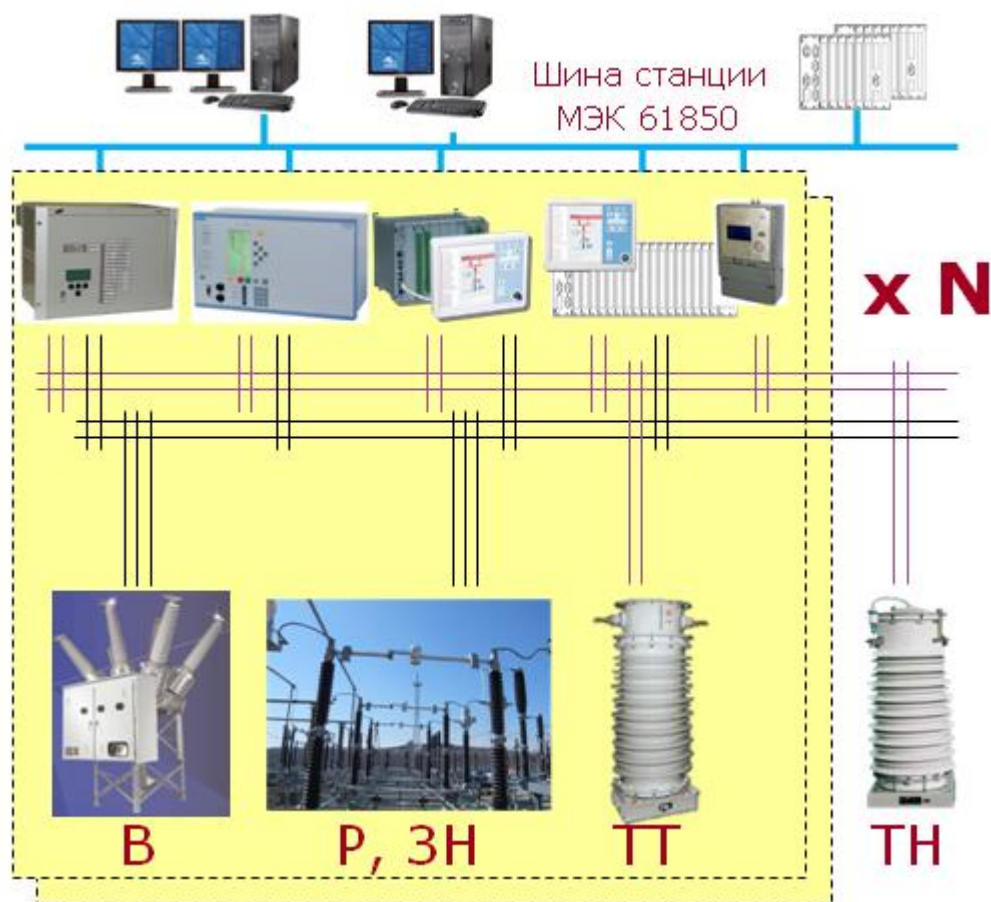 Шина станции
МЭК 61850
x N
В
Р, ЗН
ТТ
ТН